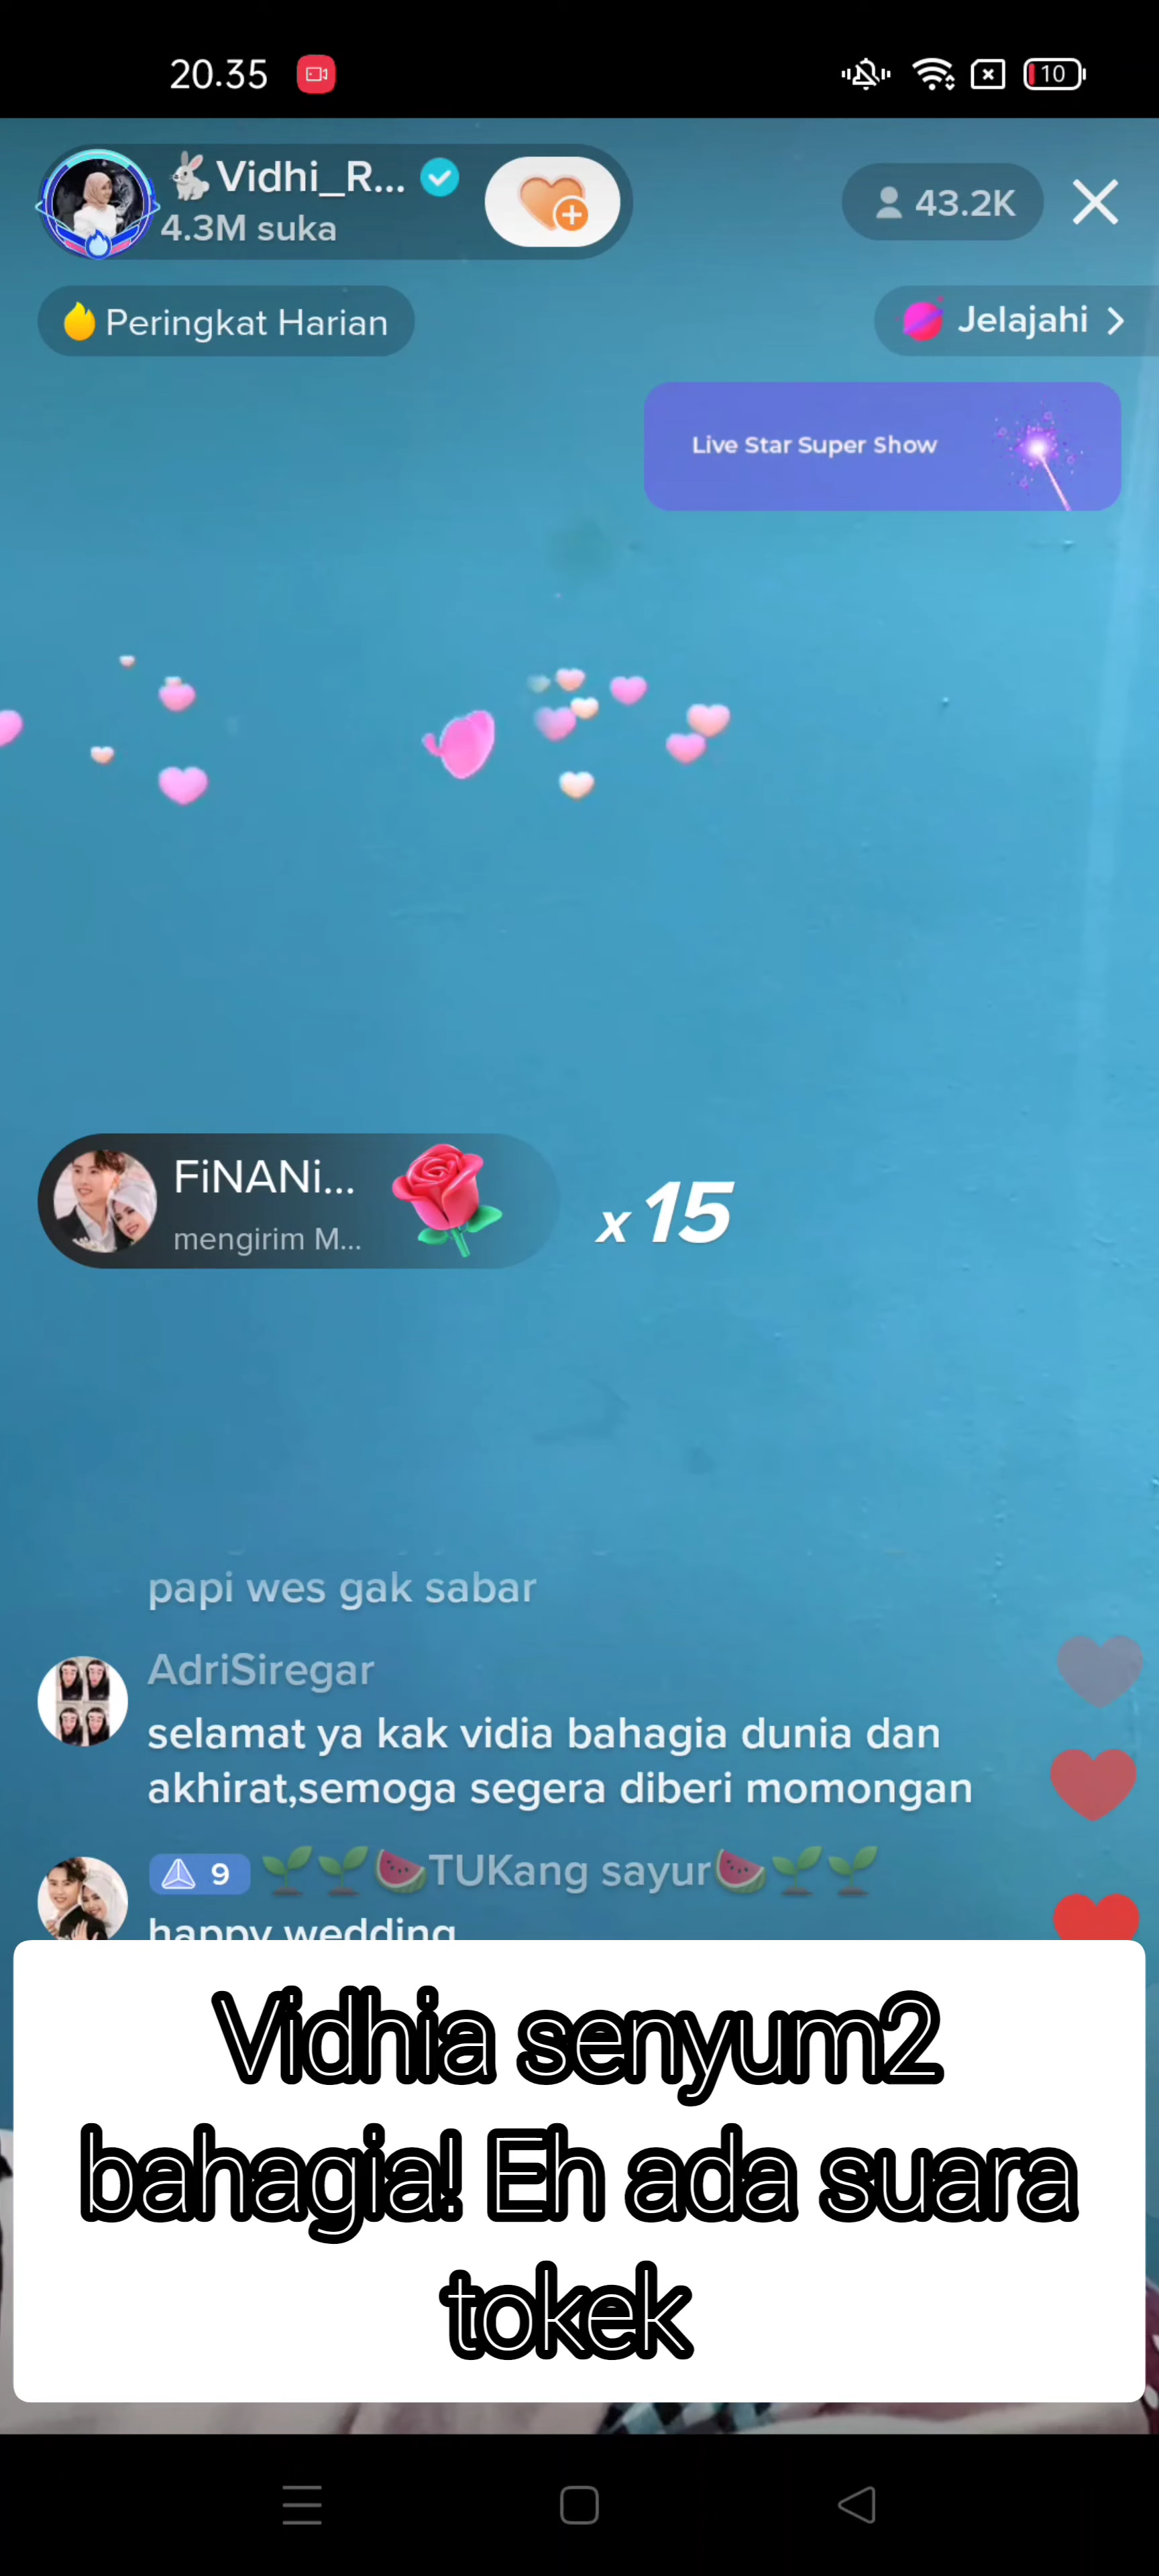 20.35
10
Vidhi_R...
4.3M suka
43.2K
Peringkat Harian
Jelajahi
Live Star Super Show
FiNANi...
mengirim M...
x 15
papi wes gak sabar
AdriSiregar
selamat ya kak vidia bahagia dunia dan
akhirat,semoga segera diberi momongan
9 🌱🌱🍉TUKang sayur🍉🌱🌱
happy wedding
Vidhia senyum2
bahagia! Eh ada suara
tokek